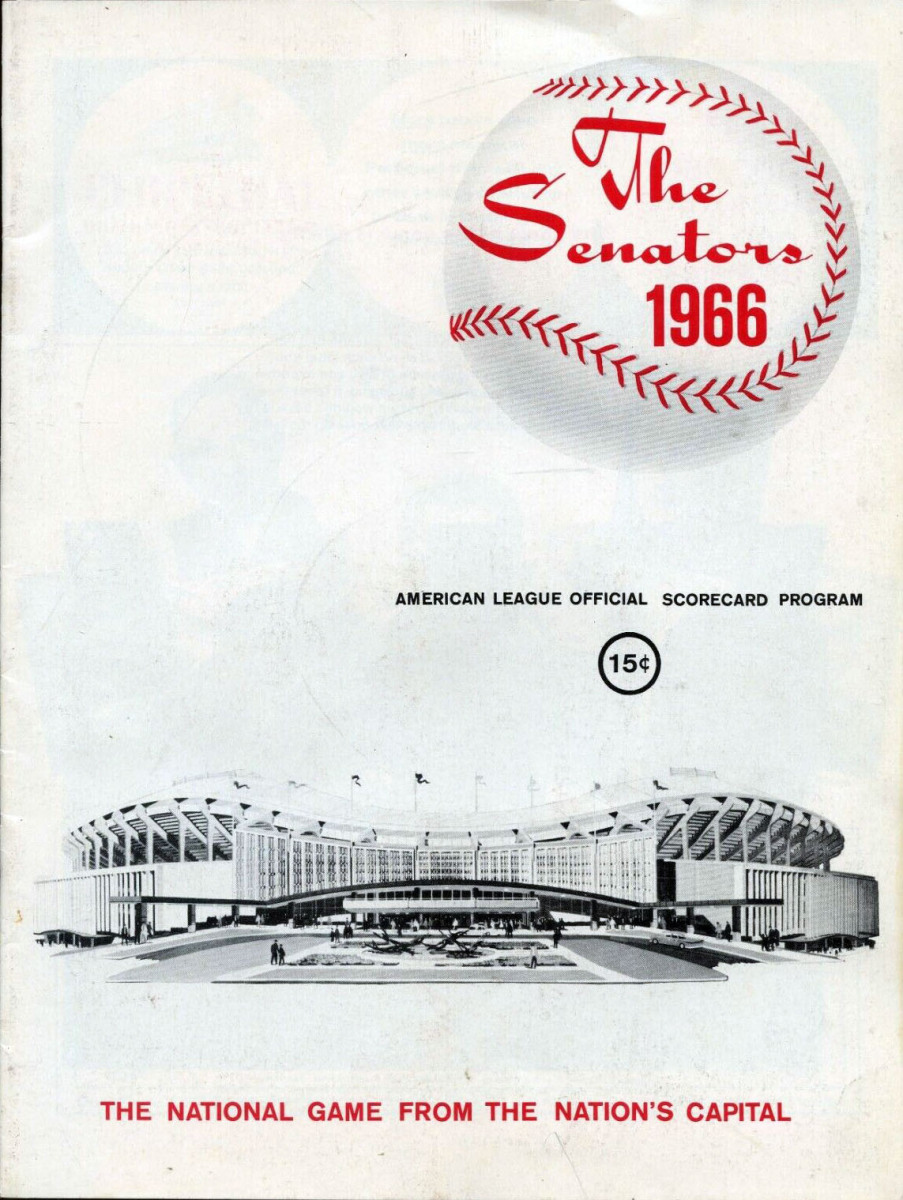 The
Senators
1966
AMERICAN LEAGUE OFFICIAL SCORECARD PROGRAM
15¢
THE NATIONAL GAME FROM THE NATION'S CAPITAL